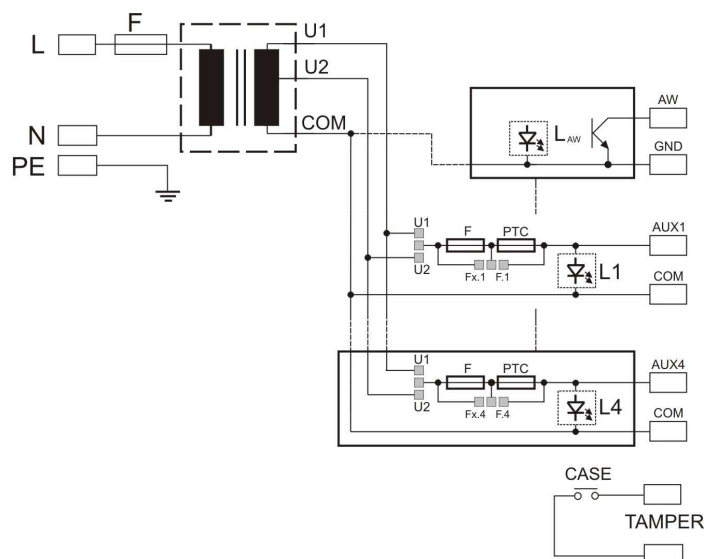 F
L
U1
U2
COM
N
PE
AW
L AW
GND
U1
F
PTC
AUX1
U2
Fx.1
F.1
L1
COM
U1
F
PTC
AUX4
U2
Fx.4
F.4
L4
COM
CASE
TAMPER